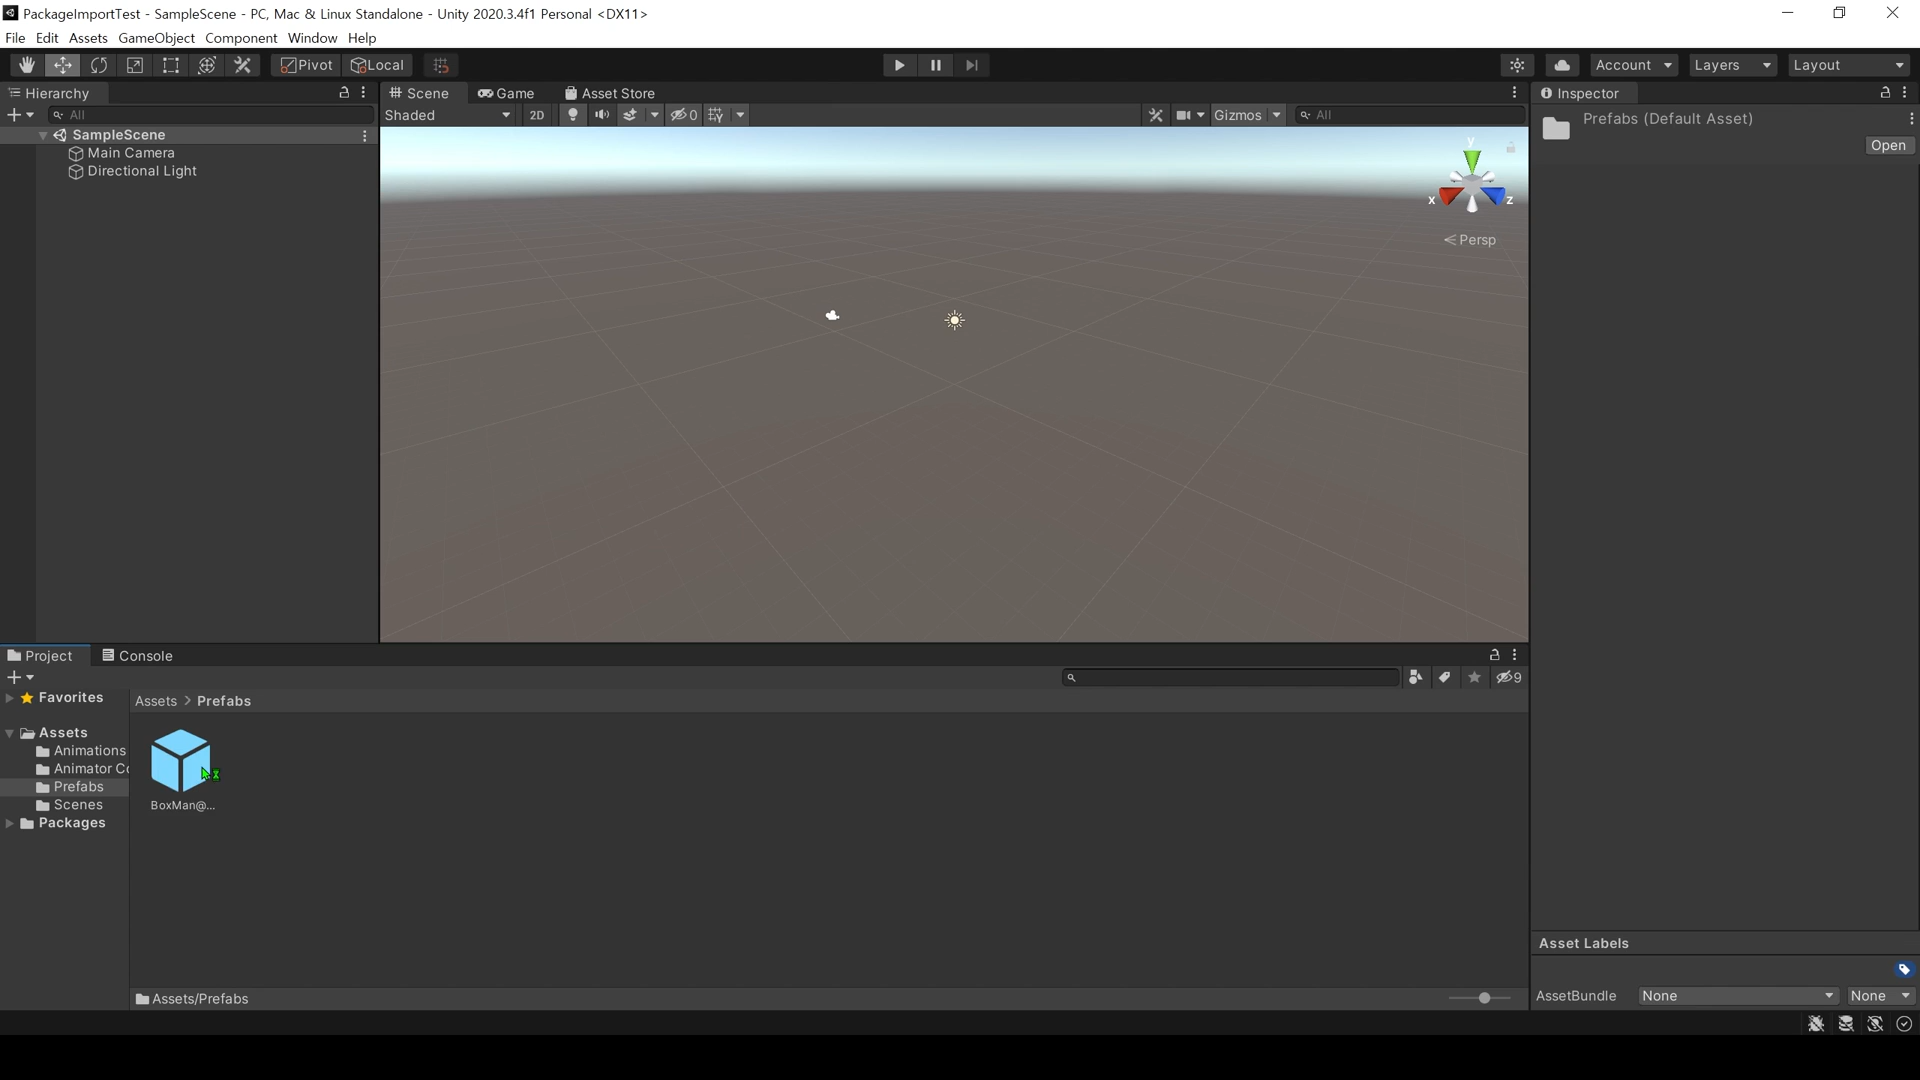 PackageImportTest - SampleScene - PC, Mac & Linux Standalone - Unity 2020.3.4f1 Personal <DX11>
File Edit Assets GameObject Component Window Help
Pivot Local Account Layers Layout
Hierarchy
All
SampleScene
Main Camera
Directional Light
Scene Game Asset Store
Shaded 2D 0 Gizmos All
y
x z
Persp
Inspector
Prefabs (Default Asset)
Open
Project Console
9
Favorites
Assets
Animations
Animator Co
Prefabs
Scenes
Packages
Assets > Prefabs
BoxMan@...
Assets/Prefabs
Asset Labels
AssetBundle None None